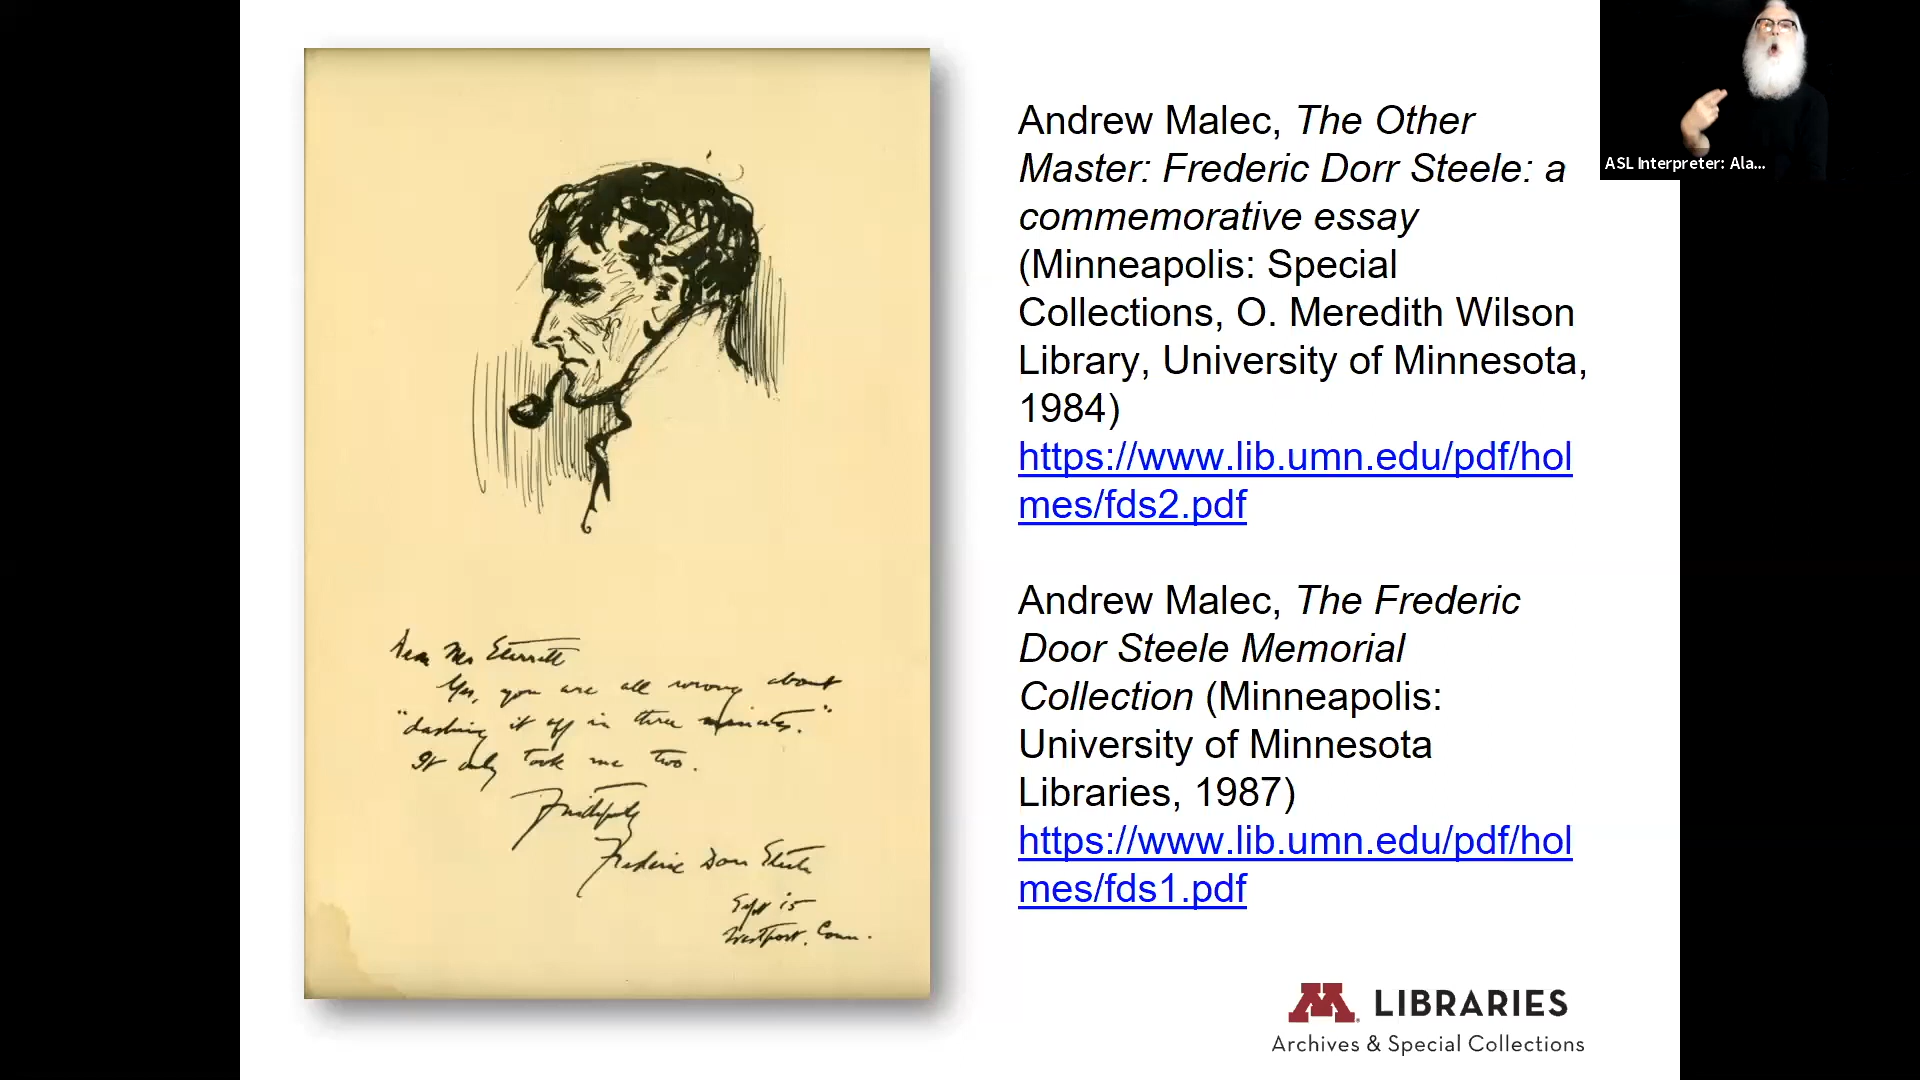 Dear Mr Sterrett
Yes, you are all wrong about
"dashing it off in three minutes."
It only took me two.
Faithfully
Frederic Dorr Steele
Sept 15
Westport, Conn.
Andrew Malec, The Other
Master: Frederic Dorr Steele: a
commemorative essay
(Minneapolis: Special
Collections, O. Meredith Wilson
Library, University of Minnesota,
1984)
https://www.lib.umn.edu/pdf/hol
mes/fds2.pdf
Andrew Malec, The Frederic
Door Steele Memorial
Collection (Minneapolis:
University of Minnesota
Libraries, 1987)
https://www.lib.umn.edu/pdf/hol
mes/fds1.pdf
M LIBRARIES
Archives & Special Collections
ASL Interpreter: Ala...